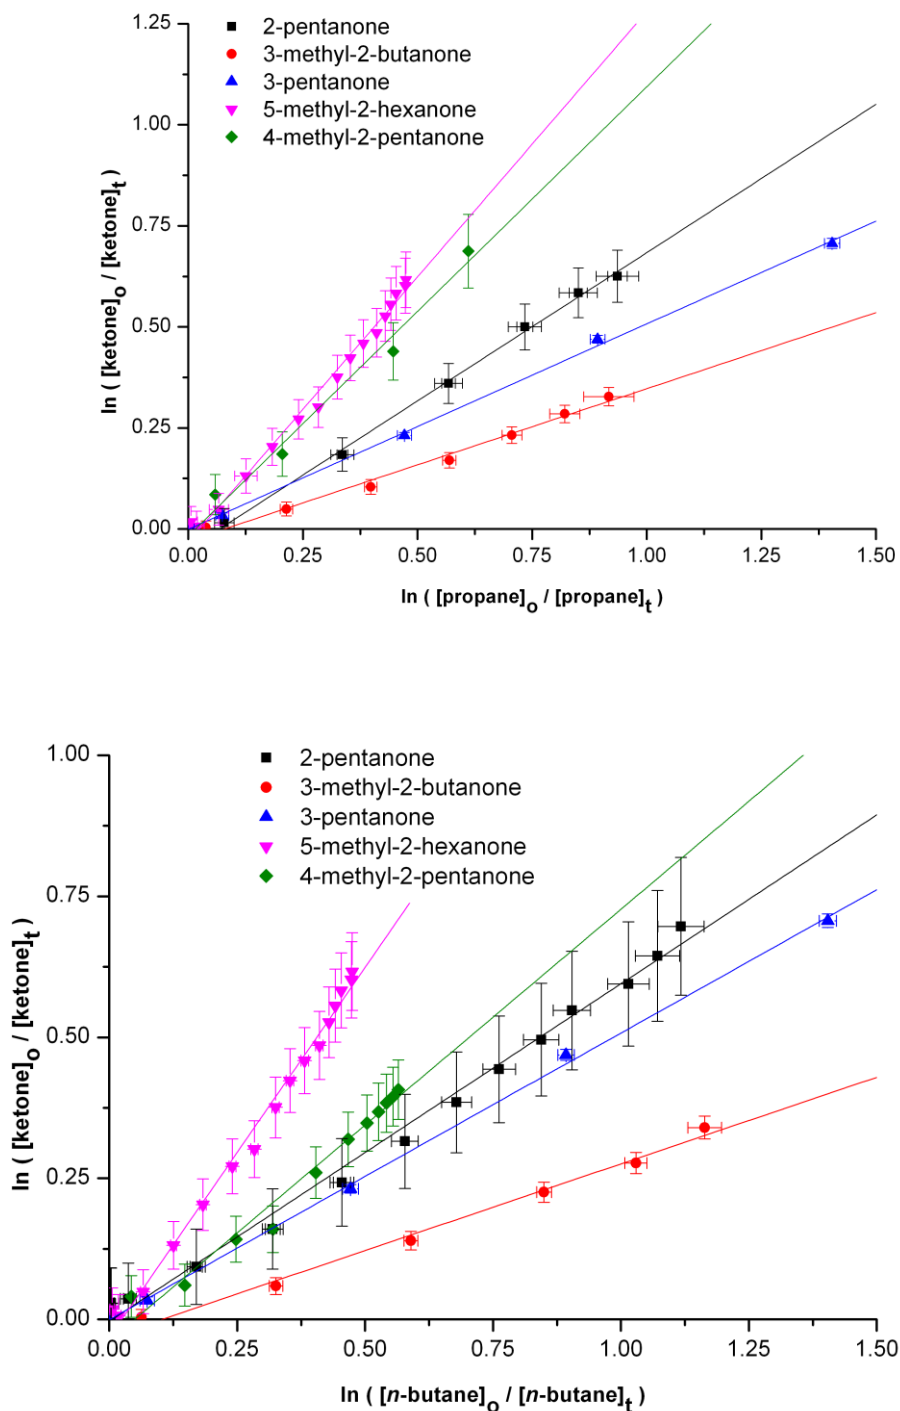 2-pentanone
3-methyl-2-butanone
3-pentanone
5-methyl-2-hexanone
4-methyl-2-pentanone
ln ( [ketone]o / [ketone]t )
1.25
1.00
0.75
0.50
0.25
0.00
0.00 0.25 0.50 0.75 1.00 1.25 1.50
ln ( [propane]o / [propane]t )
2-pentanone
3-methyl-2-butanone
3-pentanone
5-methyl-2-hexanone
4-methyl-2-pentanone
ln ( [ketone]o / [ketone]t )
1.00
0.75
0.50
0.25
0.00
0.00 0.25 0.50 0.75 1.00 1.25 1.50
ln ( [n-butane]o / [n-butane]t )